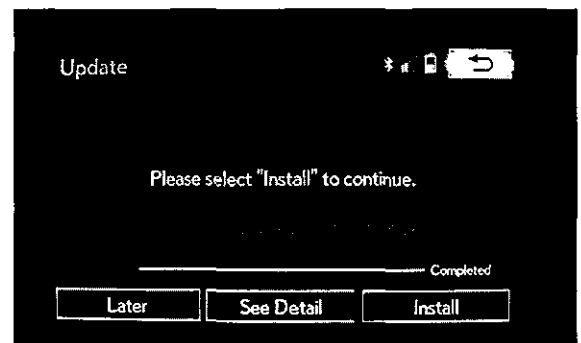 Update
Please select "Install" to continue.
Completed
Later
See Detail
Install